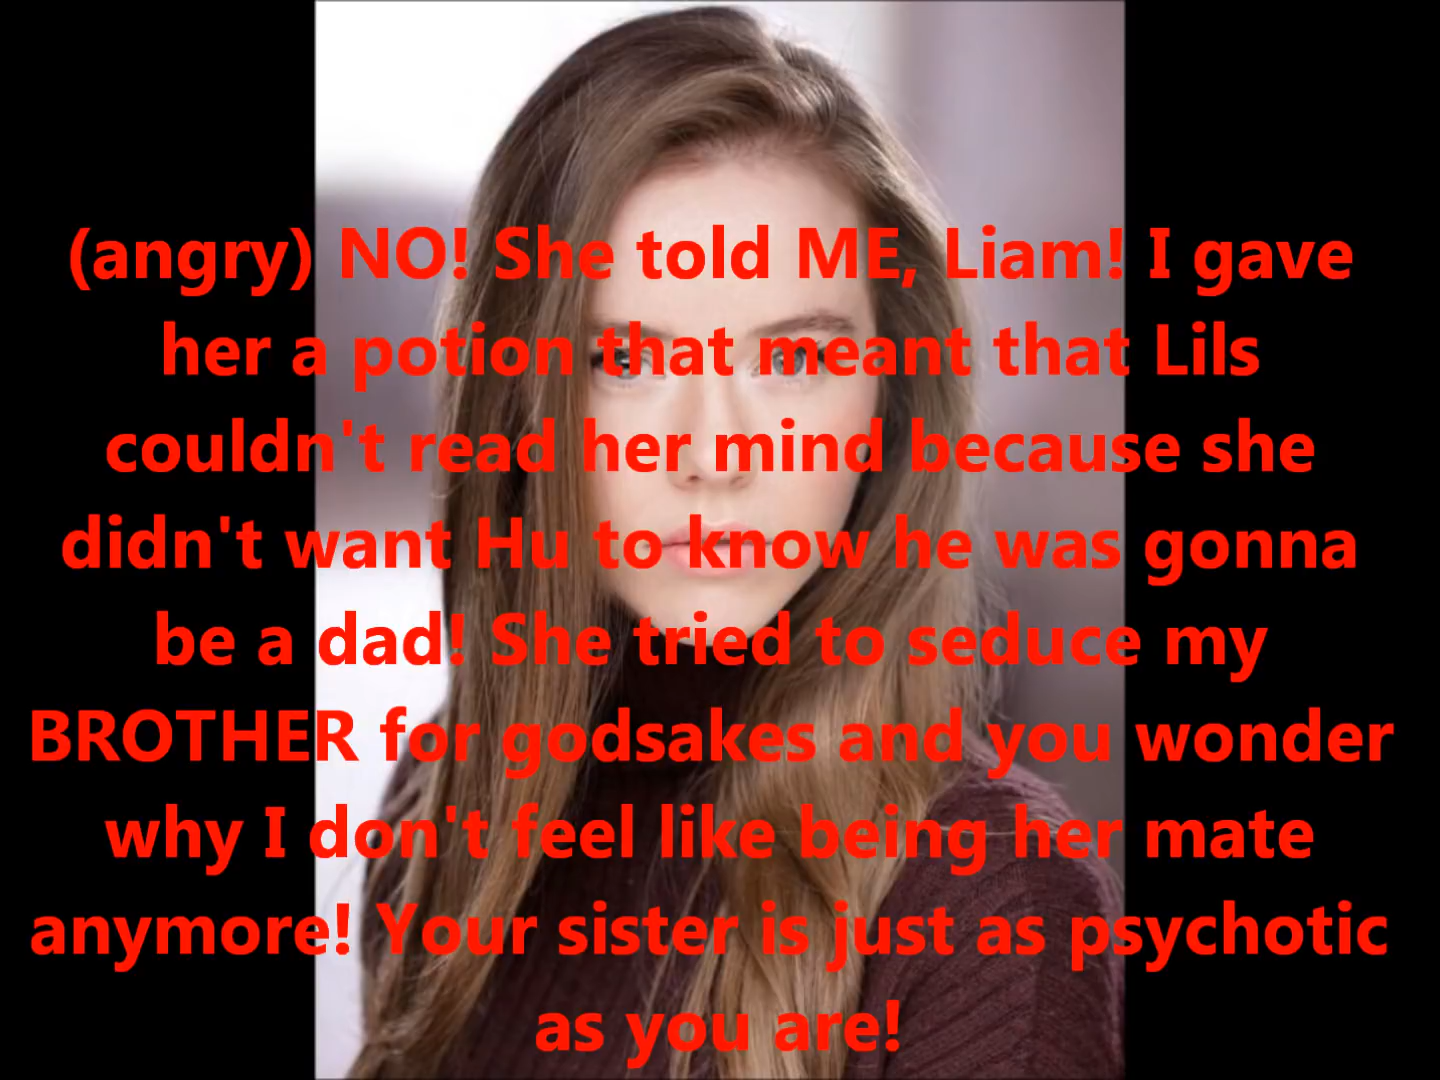 (angry) NO! She told ME, Liam! I gave
her a potion that meant that Lils
couldn't read her mind because she
didn't want Hu to know he was gonna
be a dad! She tried to seduce my
BROTHER for godsakes and you wonder
why I don't feel like being her mate
anymore! Your sister is just as psychotic
as you are!